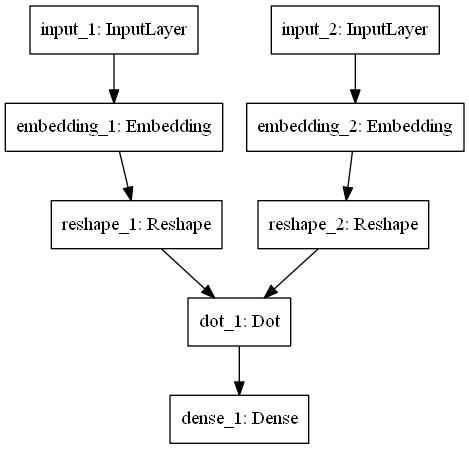 input_1: InputLayer
input_2: InputLayer
embedding_1: Embedding
embedding_2: Embedding
reshape_1: Reshape
reshape_2: Reshape
dot_1: Dot
dense_1: Dense